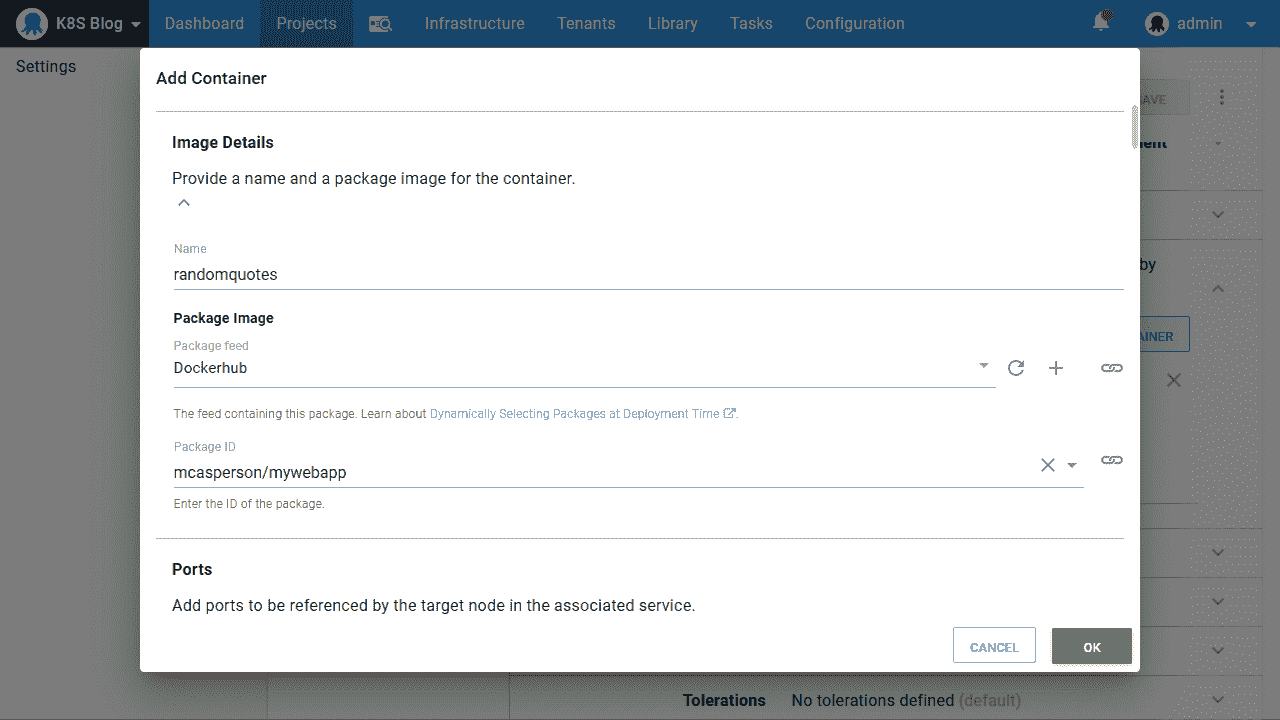 K8S Blog Dashboard Projects Infrastructure Tenants Library Tasks Configuration admin
Settings
Add Container
AVE
Image Details
Provide a name and a package image for the container.
Name
by
randomquotes
Package Image
AINER
Package feed
Dockerhub
The feed containing this package. Learn about Dynamically Selecting Packages at Deployment Time.
Package ID
mcasperson/mywebapp
Enter the ID of the package.
Ports
Add ports to be referenced by the target node in the associated service.
CANCEL OK
Tolerations No tolerations defined (default)